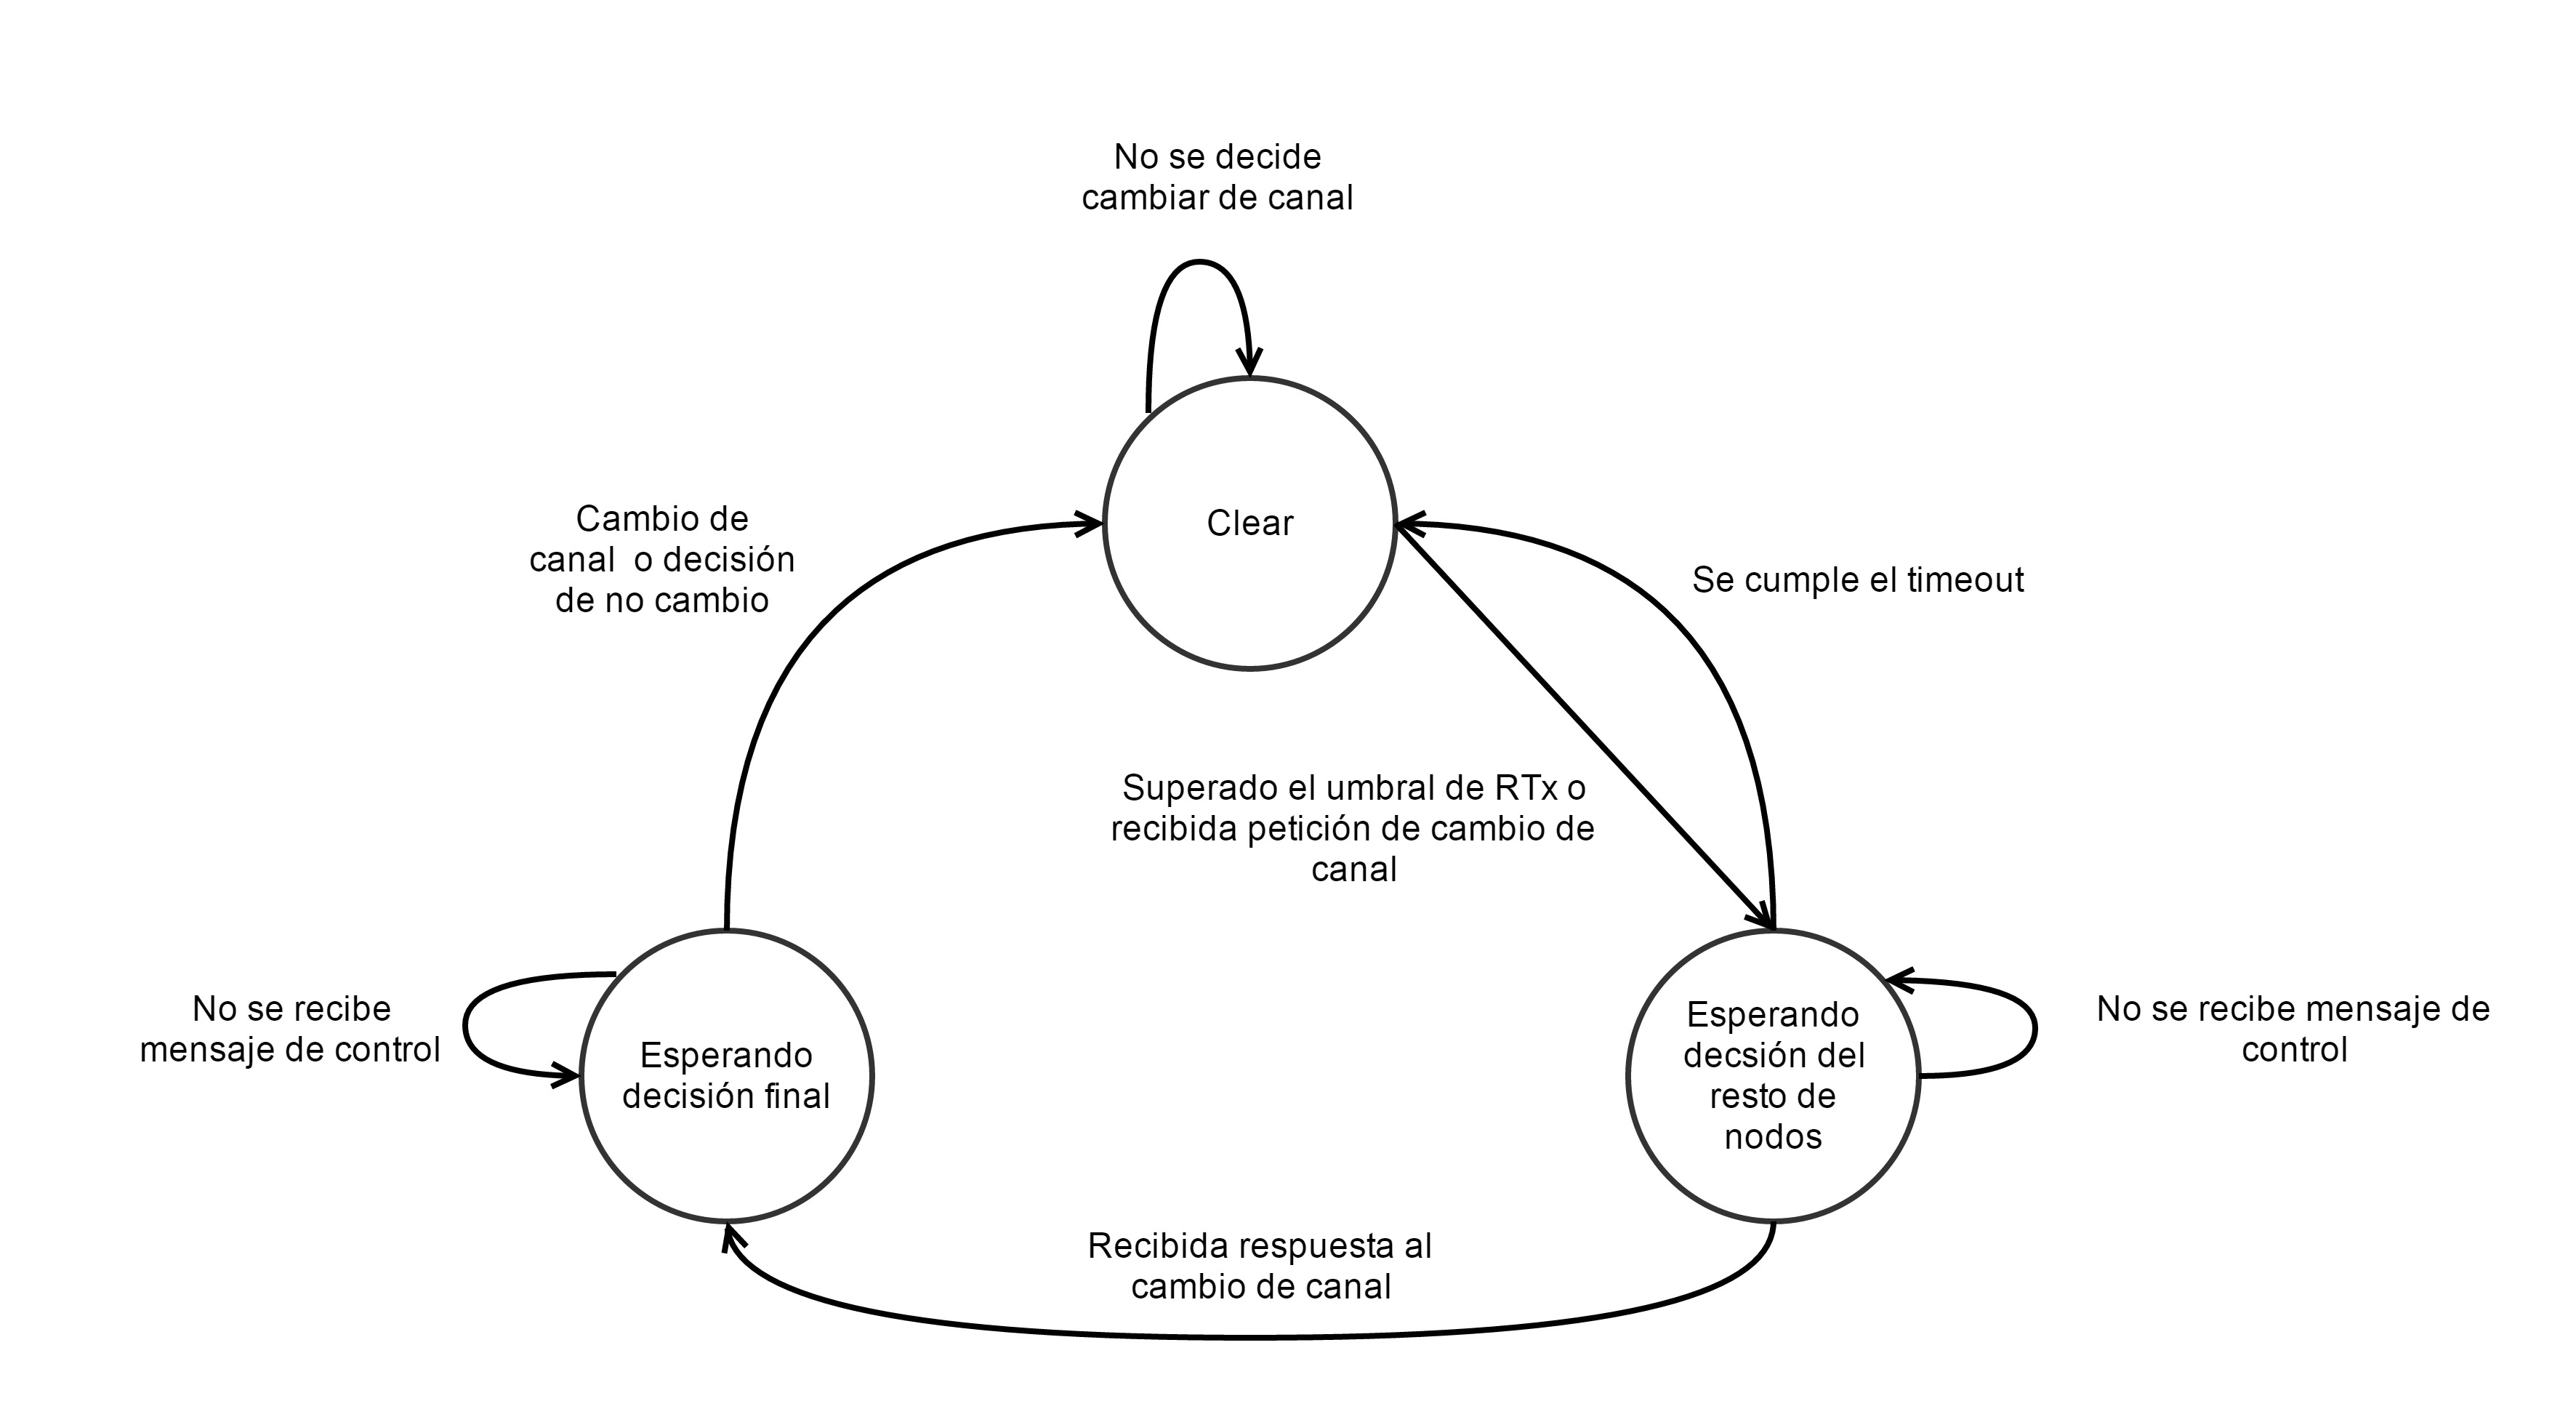 No se decide
cambiar de canal
Clear
Cambio de
canal  o decisión
de no cambio
Se cumple el timeout
Superado el umbral de RTx o
recibida petición de cambio de
canal
No se recibe
mensaje de control
Esperando
decisión final
Esperando
decsión del
resto de
nodos
No se recibe mensaje de
control
Recibida respuesta al
cambio de canal